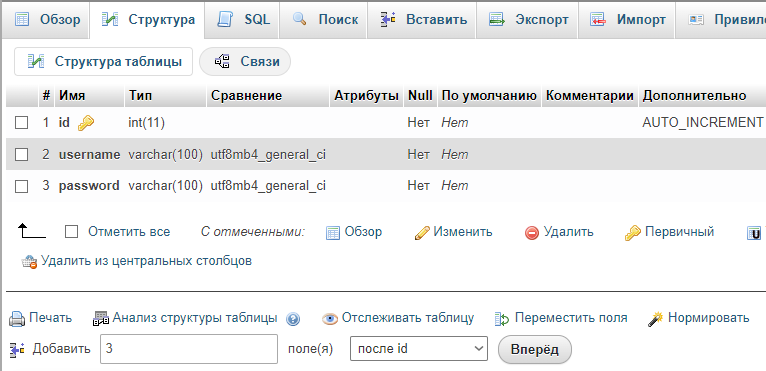 Обзор Структура SQL Поиск Вставить Экспорт Импорт
Структура таблицы Связи
# Имя Тип Сравнение Атрибуты Null По умолчанию Комментарии Дополнительно
1 id int(11) Нет Нет AUTO_INCREMENT
2 username varchar(100) utf8mb4_general_ci Нет Нет
3 password varchar(100) utf8mb4_general_ci Нет Нет
Отметить все С отмеченными: Обзор Изменить Удалить Первичный U
Удалить из центральных столбцов
Печать Анализ структуры таблицы Отслеживать таблицу Переместить поля Нормировать
Добавить 3 поле(я) после id Вперёд